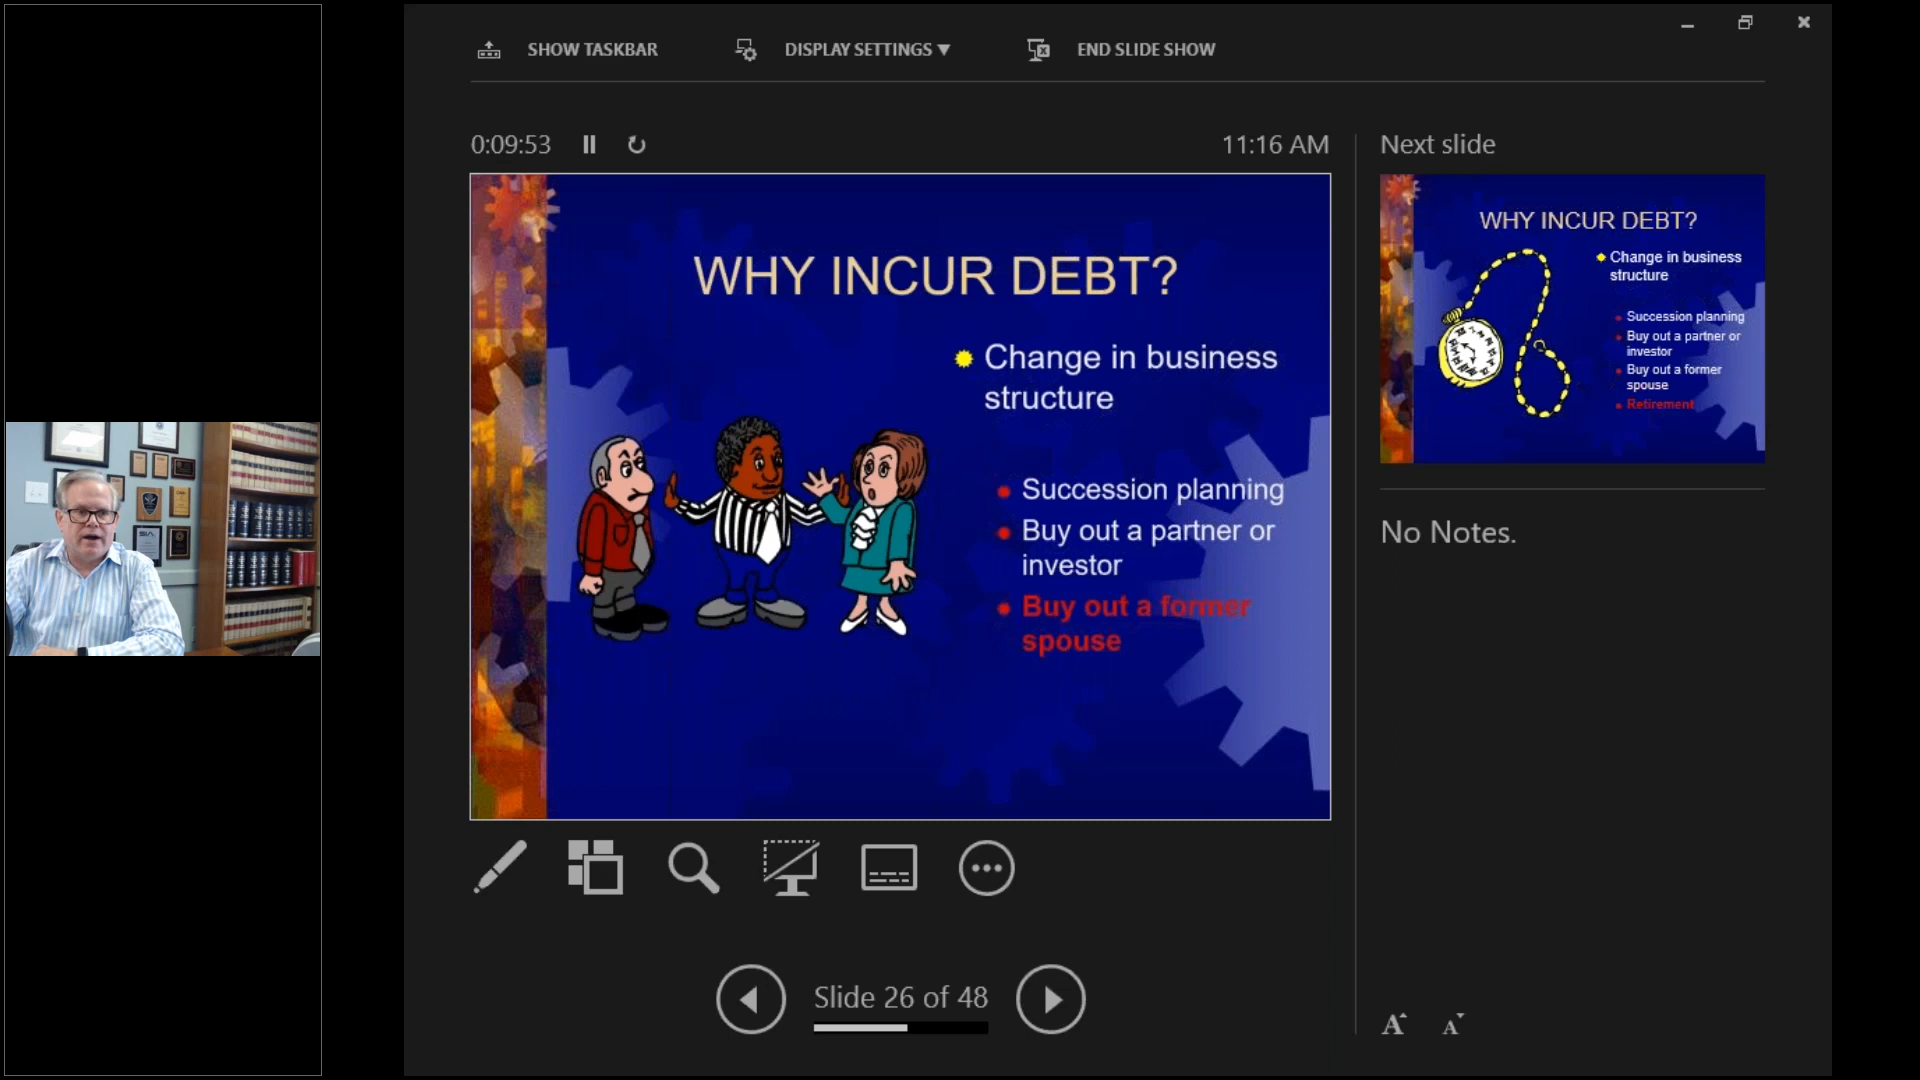 SHOW TASKBAR
DISPLAY SETTINGS
END SLIDE SHOW
0:09:53
11:16 AM
Next slide
WHY INCUR DEBT?
Change in business
structure
Succession planning
Buy out a partner or
investor
Buy out a former
spouse
WHY INCUR DEBT?
Change in business
structure
Succession planning
Buy out a partner or
investor
Buy out a former
spouse
Retirement
No Notes.
Slide 26 of 48
A A